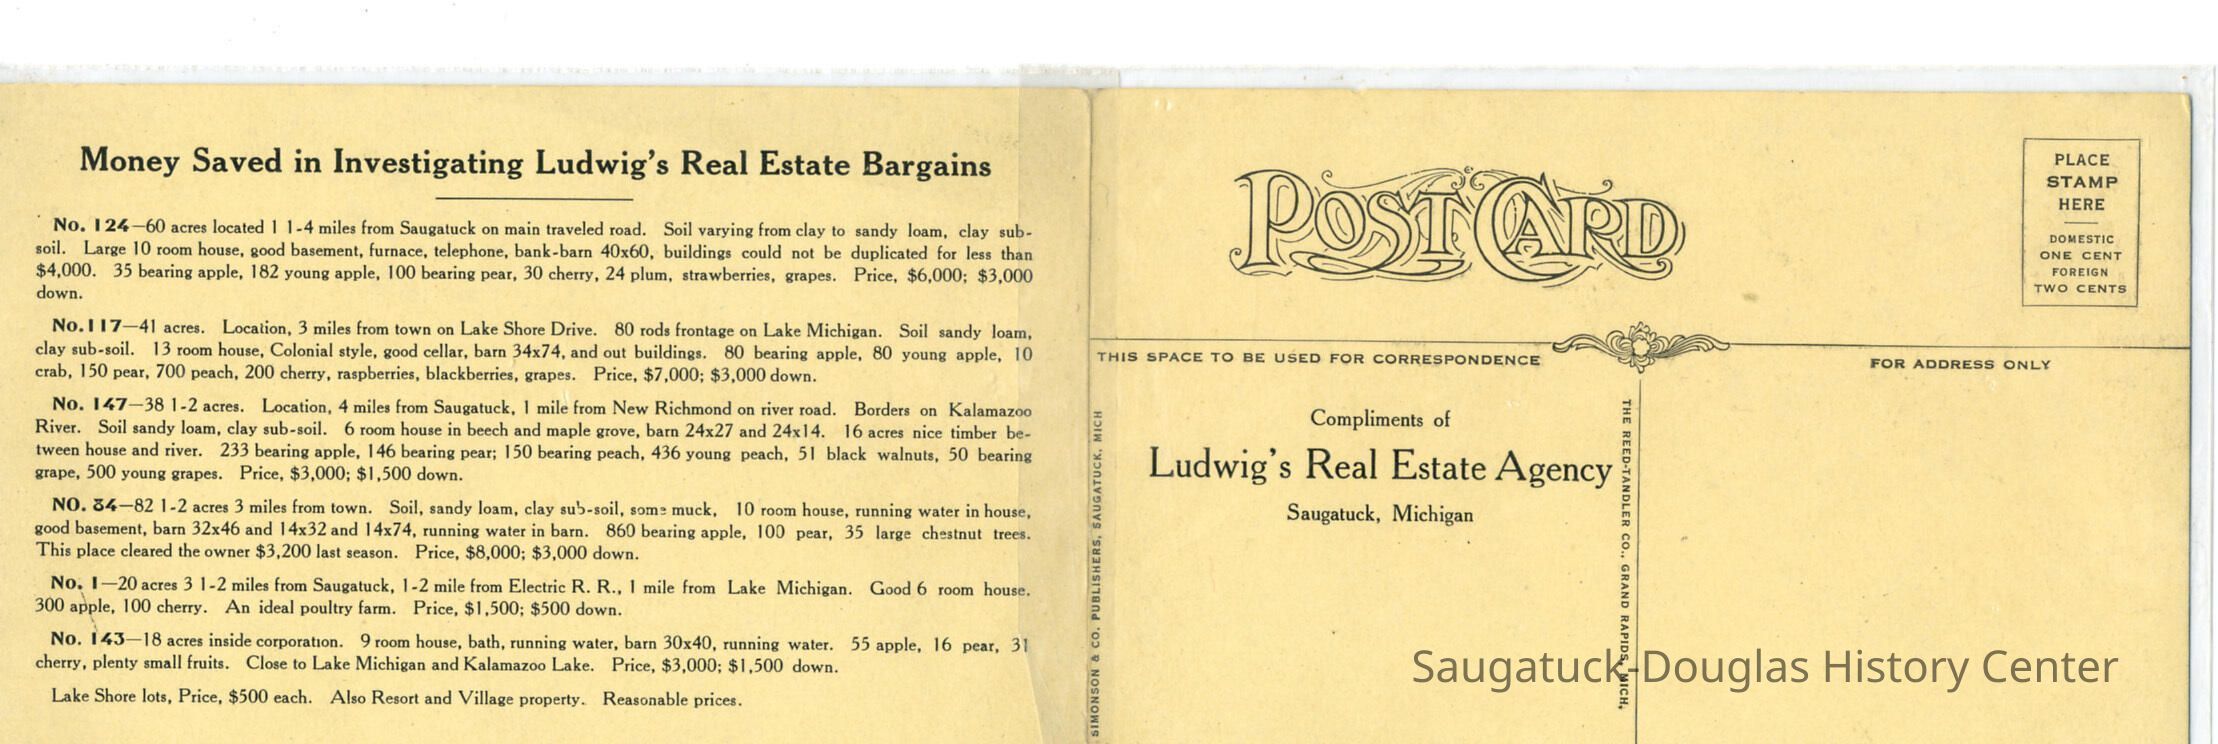 Money Saved in Investigating Ludwig's Real Estate Bargains
No. 124—60 acres located 1 1-4 miles from Saugatuck on main traveled road. Soil varying from clay to sandy loam, clay sub-
soil. Large 10 room house, good basement, furnace, telephone, bank-barn 40x60, buildings could not be duplicated for less than
$4,000. 35 bearing apple, 182 young apple, 100 bearing pear, 30 cherry, 24 plum, strawberries, grapes. Price, $6,000; $3,000
down.
No. 117—41 acres. Location, 3 miles from town on Lake Shore Drive. 80 rods frontage on Lake Michigan. Soil sandy loam,
clay sub-soil. 13 room house, Colonial style, good cellar, barn 34x74, and out buildings. 80 bearing apple, 80 young apple, 10
crab, 150 pear, 700 peach, 200 cherry, raspberries, blackberries, grapes. Price, $7,000; $3,000 down.
No. 147—38 1-2 acres. Location, 4 miles from Saugatuck, 1 mile from New Richmond on river road. Borders on Kalamazoo
River. Soil sandy loam, clay sub-soil. 6 room house in beech and maple grove, barn 24x27 and 24x14. 16 acres nice timber be-
tween house and river. 233 bearing apple, 146 bearing pear; 150 bearing peach, 436 young peach, 51 black walnuts, 50 bearing
grape, 500 young grapes. Price, $3,000; $1,500 down.
NO. 84—82 1-2 acres 3 miles from town. Soil, sandy loam, clay sub-soil, some muck, 10 room house, running water in house,
good basement, barn 32x46 and 14x32 and 14x74, running water in barn. 860 bearing apple, 100 pear, 35 large chestnut trees.
This place cleared the owner $3,200 last season. Price, $8,000; $3,000 down.
No. 1—20 acres 3 1-2 miles from Saugatuck, 1-2 mile from Electric R. R., 1 mile from Lake Michigan. Good 6 room house.
300 apple, 100 cherry. An ideal poultry farm. Price, $1,500; $500 down.
No. 143—18 acres inside corporation. 9 room house, bath, running water, barn 30x40, running water. 55 apple, 16 pear, 31
cherry, plenty small fruits. Close to Lake Michigan and Kalamazoo Lake. Price, $3,000; $1,500 down.
Lake Shore lots, Price, $500 each. Also Resort and Village property. Reasonable prices.
SIMONSON & CO. PUBLISHERS, SAUGATUCK, MICH
POST CARD
PLACE
STAMP
HERE
DOMESTIC
ONE CENT
FOREIGN
TWO CENTS
THIS SPACE TO BE USED FOR CORRESPONDENCE
FOR ADDRESS ONLY
Compliments of
Ludwig's Real Estate Agency
Saugatuck, Michigan
THE REED-TANDLER CO., GRAND RAPIDS, MICH,
Saugatuck-Douglas History Center